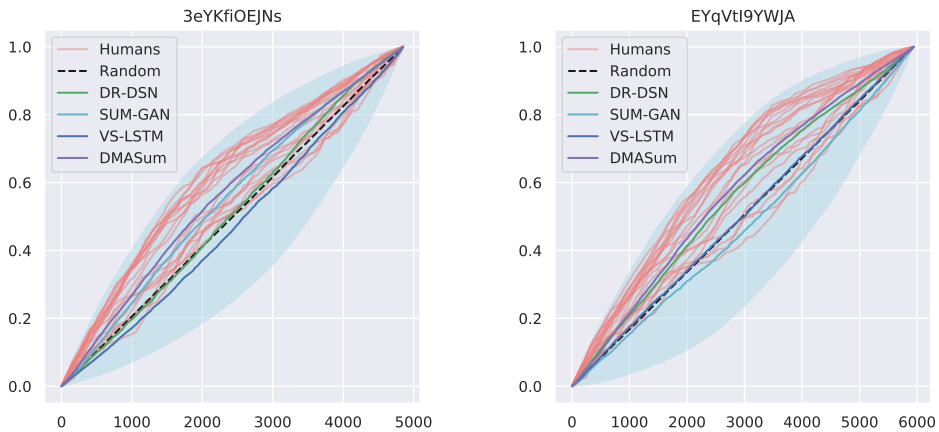 3eYKfiOEJNs
1.0
0.8
0.6
0.4
0.2
0.0
Humans
Random
DR-DSN
SUM-GAN
VS-LSTM
DMASum
0 1000 2000 3000 4000 5000
EYqVtI9YWJA
1.0
0.8
0.6
0.4
0.2
0.0
Humans
Random
DR-DSN
SUM-GAN
VS-LSTM
DMASum
0 1000 2000 3000 4000 5000 6000